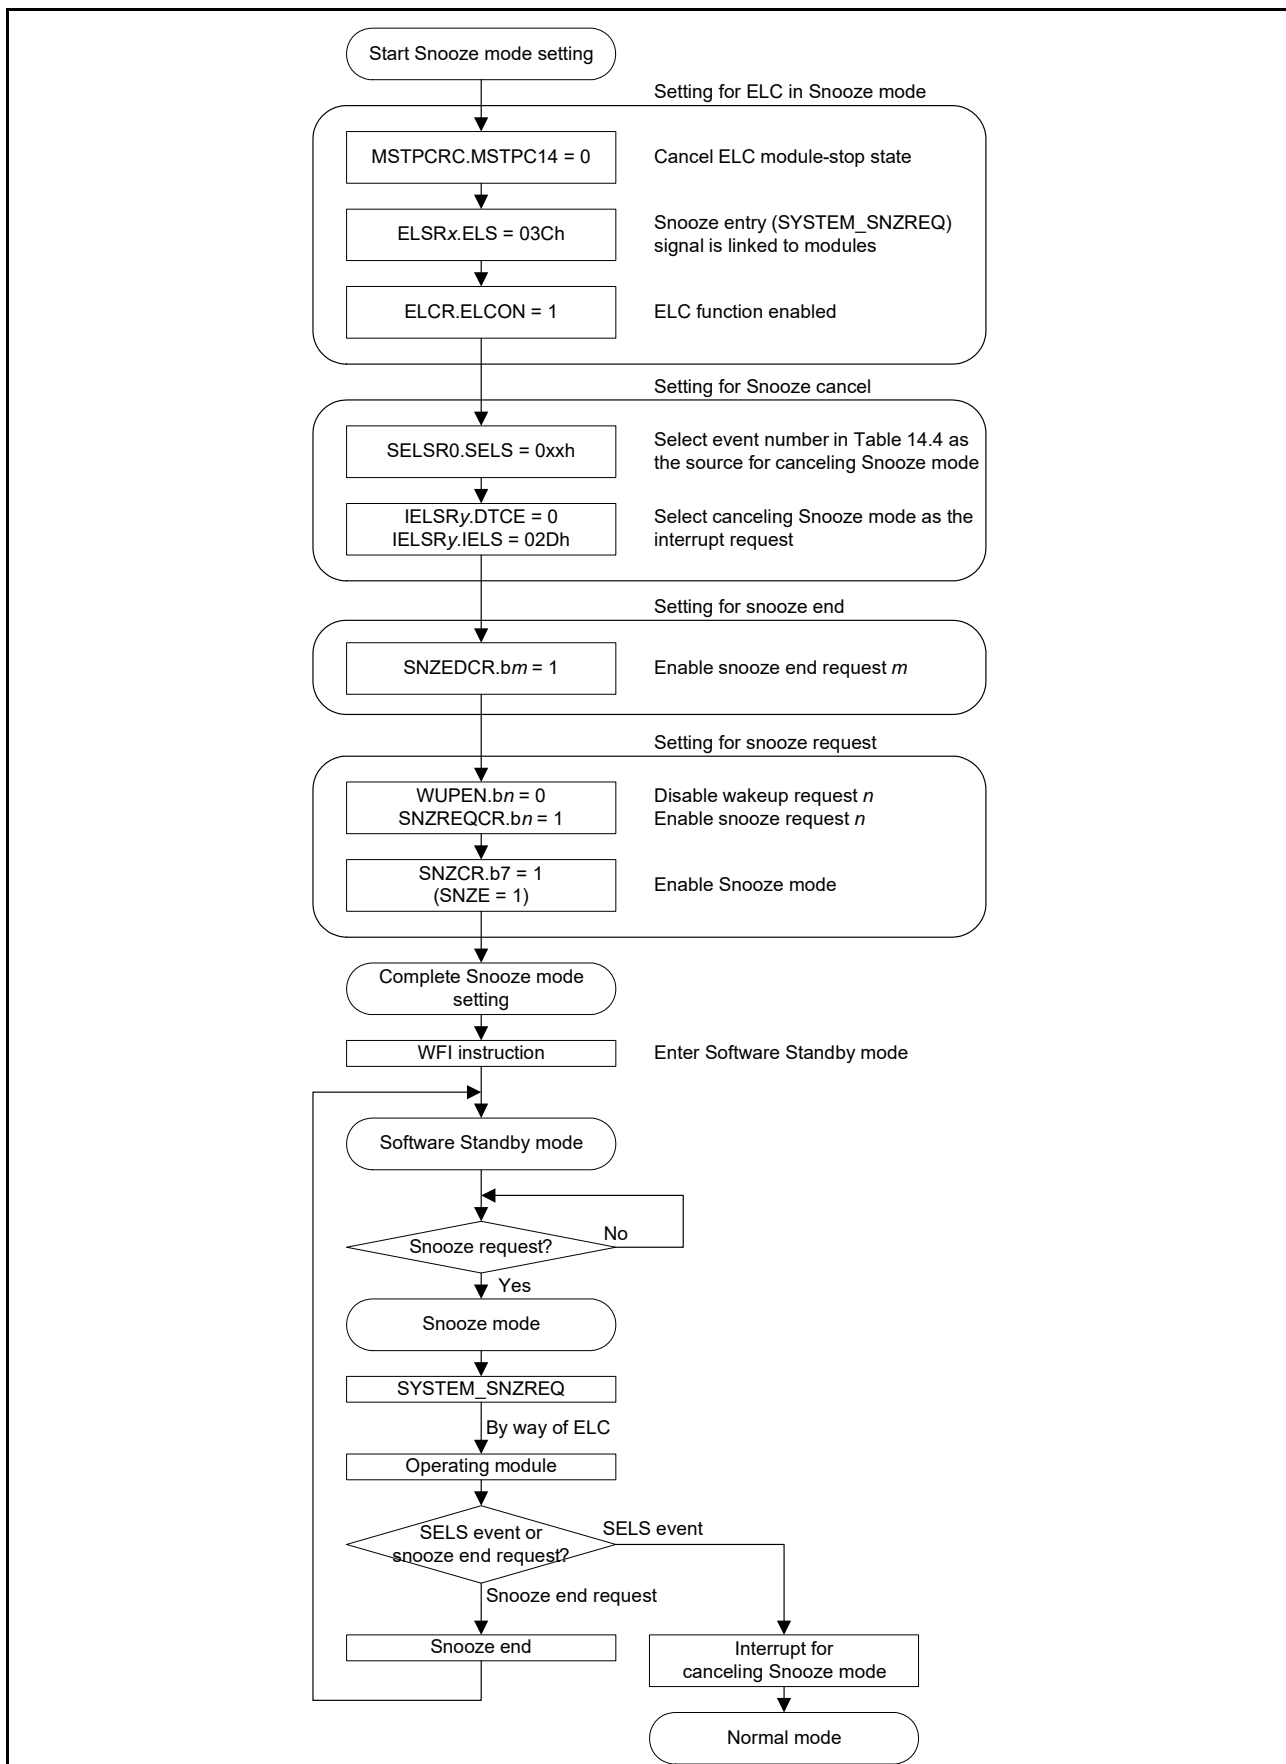 Start Snooze mode setting
Setting for ELC in Snooze mode
MSTPCRC.MSTPC14 = 0
Cancel ELC module-stop state
ELSRx.ELS = 03Ch
Snooze entry (SYSTEM_SNZREQ)
signal is linked to modules
ELCR.ELCON = 1
ELC function enabled
Setting for Snooze cancel
SELSR0.SELS = 0xxh
Select event number in Table 14.4 as
the source for canceling Snooze mode
IELSRy.DTCE = 0
IELSRy.IELS = 02Dh
Select canceling Snooze mode as the
interrupt request
Setting for snooze end
SNZEDCR.bm = 1
Enable snooze end request m
Setting for snooze request
WUPEN.bn = 0
SNZREQCR.bn = 1
Disable wakeup request n
Enable snooze request n
SNZCR.b7 = 1
(SNZE = 1)
Enable Snooze mode
Complete Snooze mode
setting
WFI instruction
Enter Software Standby mode
Software Standby mode
Snooze request?
No
Yes
Snooze mode
SYSTEM_SNZREQ
By way of ELC
Operating module
SELS event or
snooze end request?
SELS event
Snooze end request
Snooze end
Interrupt for
canceling Snooze mode
Normal mode